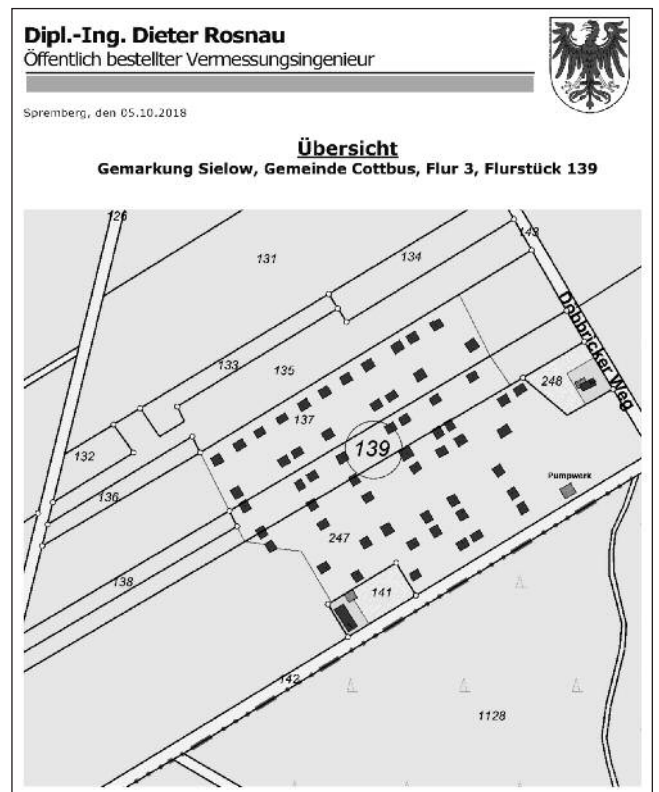 Dipl.-Ing. Dieter Rosnau
Öffentlich bestellter Vermessungsingenieur
Spremberg, den 05.10.2018
Übersicht
Gemarkung Sielow, Gemeinde Cottbus, Flur 3, Flurstück 139
126
143
131
134
Döbbricker Weg
133
135
248
137
132
139
136
Pumpwerk
247
138
141
142
1128